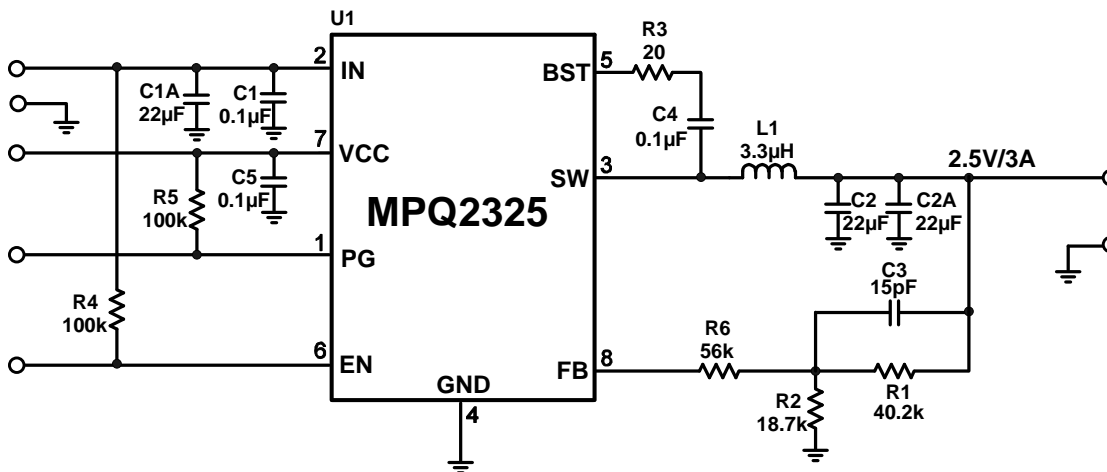 U1
2
IN
C1A
22µF
C1
0.1µF
7
VCC
R5
100k
C5
0.1µF
1
PG
R4
100k
6
EN
MPQ2325
GND
4
5
BST
R3
20
C4
0.1µF
3
SW
L1
3.3µH
2.5V/3A
C2
22µF
C2A
22µF
C3
15pF
8
FB
R6
56k
R2
18.7k
R1
40.2k